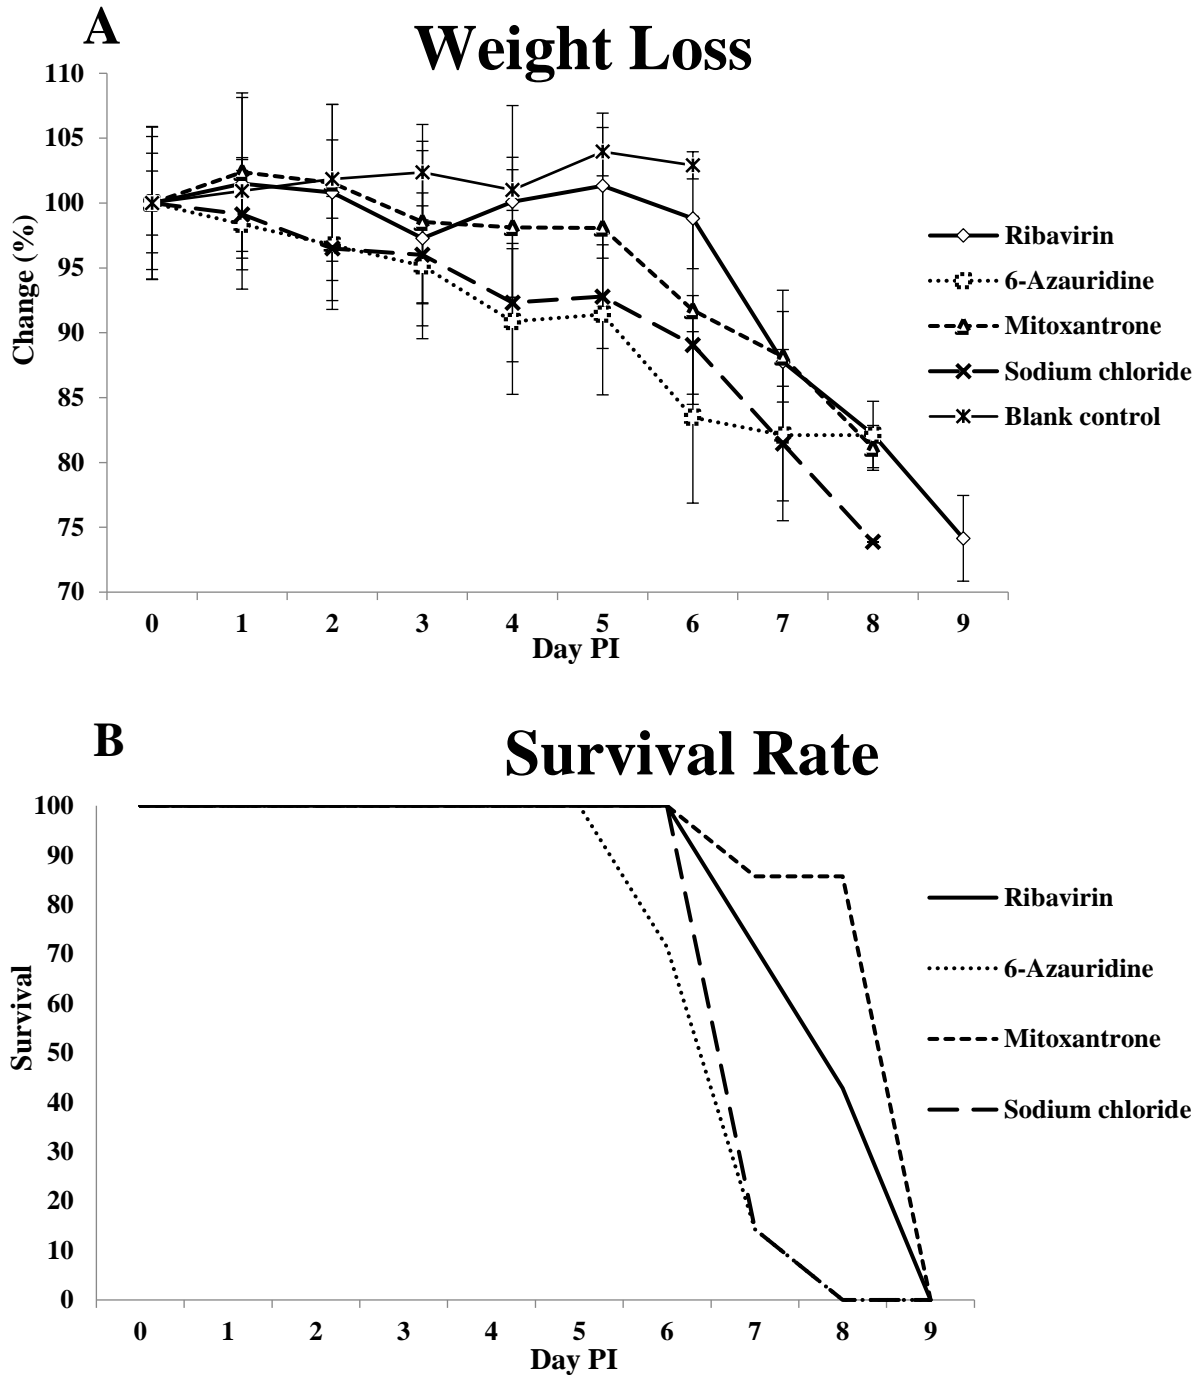 A
Weight Loss
110
105
100
95
90
85
80
75
70
Change (%)
0 1 2 3 4 5 6 7 8 9
Day PI
Ribavirin
6-Azauridine
Mitoxantrone
Sodium chloride
Blank control
B
Survival Rate
100
90
80
70
60
50
40
30
20
10
0
Survival
0 1 2 3 4 5 6 7 8 9
Day PI
Ribavirin
6-Azauridine
Mitoxantrone
Sodium chloride